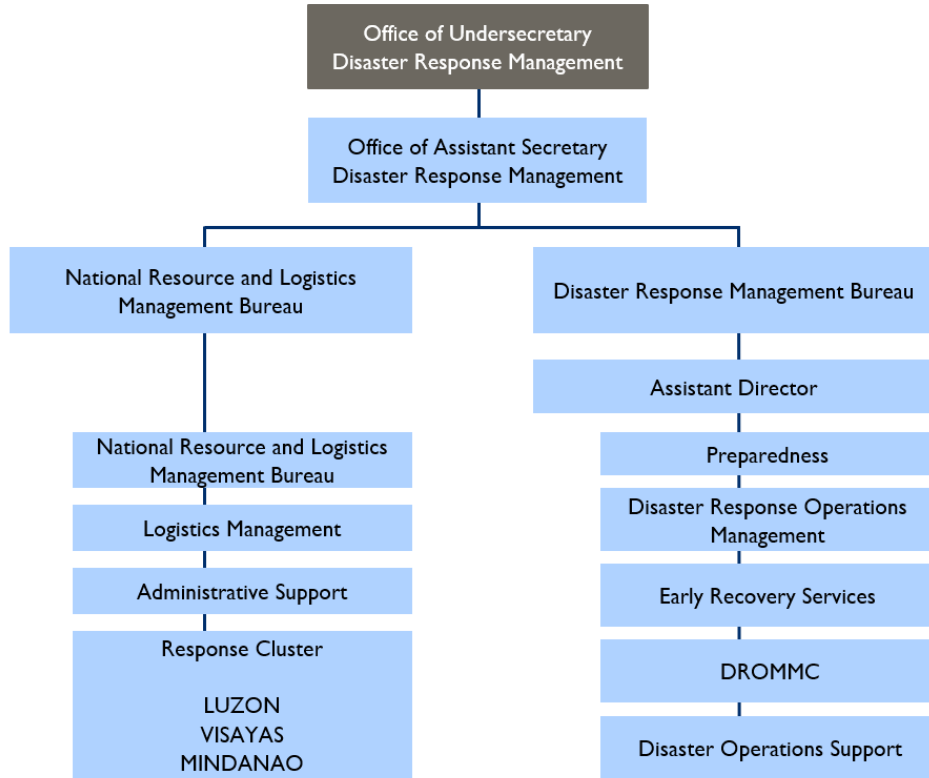 Office of Undersecretary
Disaster Response Management
Office of Assistant Secretary
Disaster Response Management
National Resource and Logistics
Management Bureau
National Resource and Logistics
Management Bureau
Logistics Management
Administrative Support
Response Cluster
LUZON
VISAYAS
MINDANAO
Disaster Response Management Bureau
Assistant Director
Preparedness
Disaster Response Operations
Management
Early Recovery Services
DROMMC
Disaster Operations Support